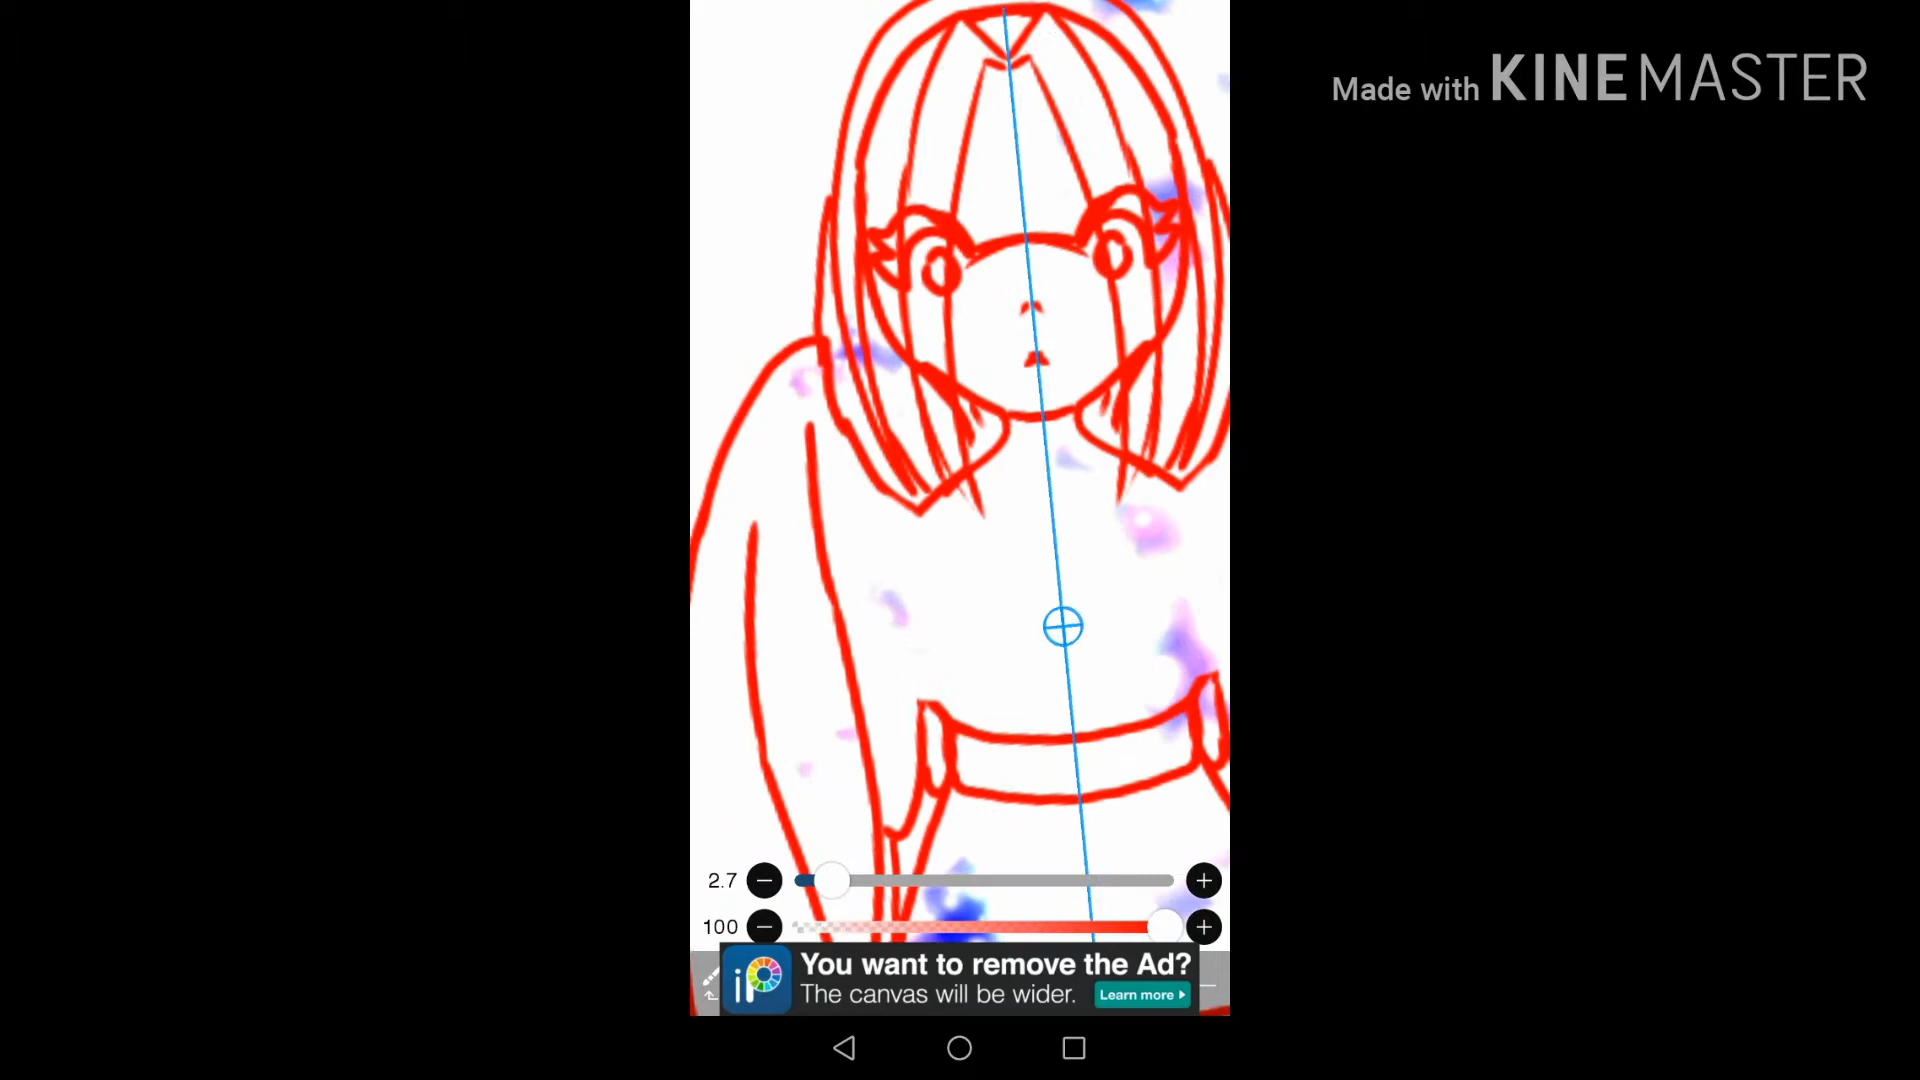 Made with KINEMASTER
2.7
100
iP
You want to remove the Ad?
The canvas will be wider.
Learn more